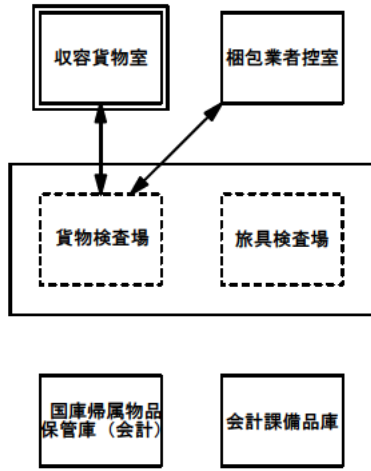 収容貨物室
梱包業者控室
貨物検査場
旅具検査場
国庫帰属物品
保管庫（会計）
会計課備品庫